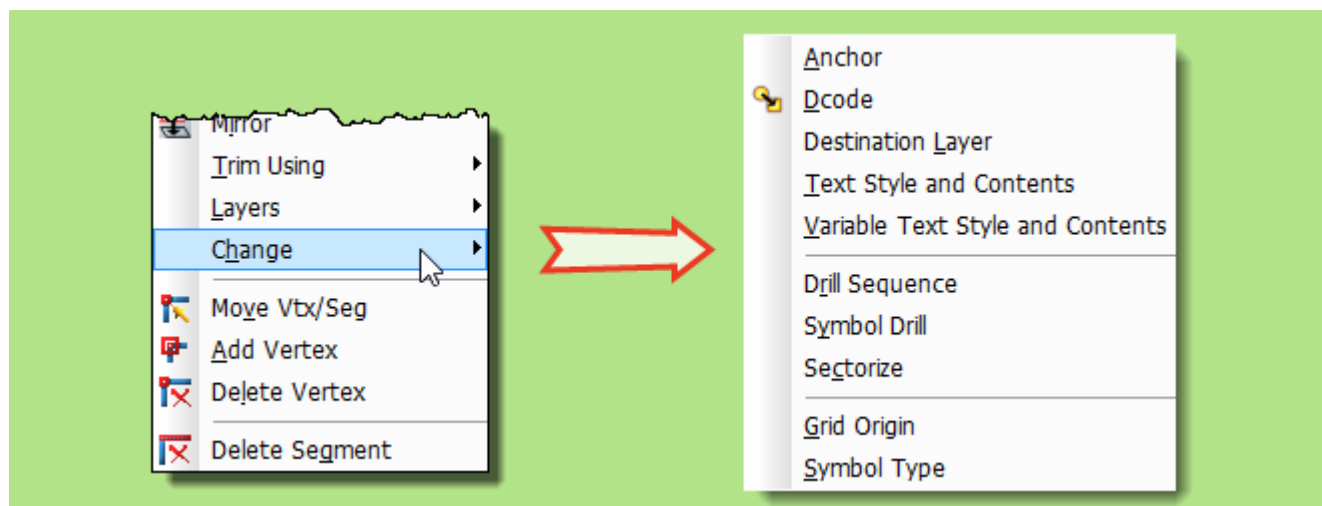 Mirror
Trim Using
Layers
Change
Move Vtx/Seg
Add Vertex
Delete Vertex
Delete Segment
Anchor
Dcode
Destination Layer
Text Style and Contents
Variable Text Style and Contents
Drill Sequence
Symbol Drill
Sectorize
Grid Origin
Symbol Type